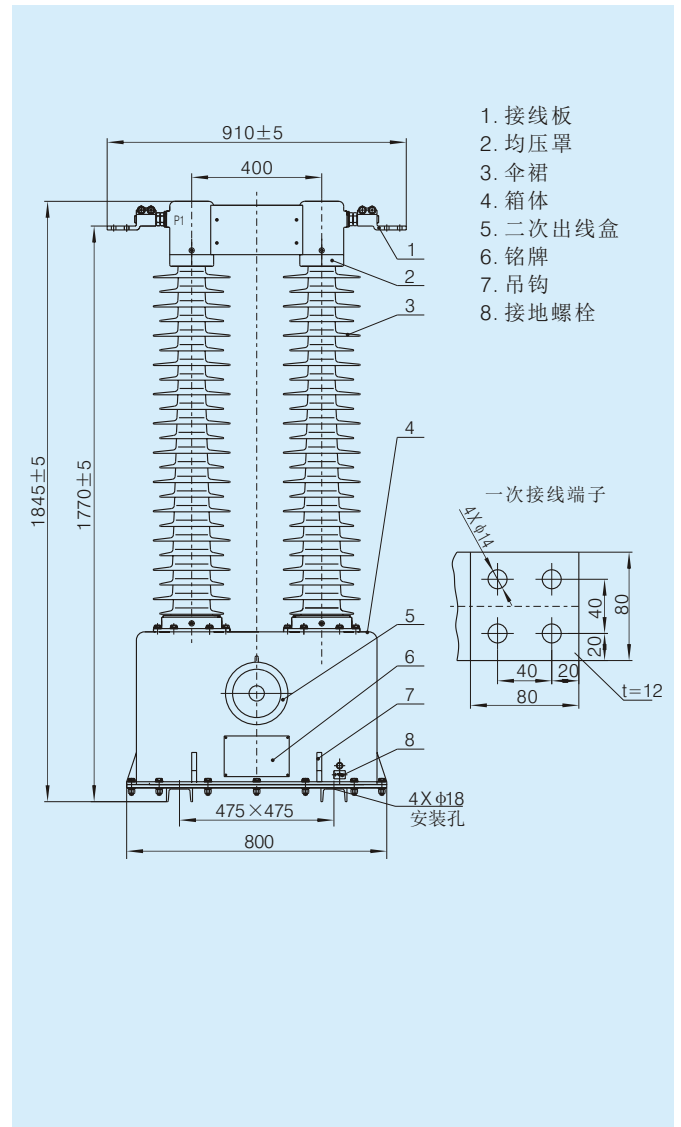 910±5
400
P1
1845±5
1770±5
1. 接线板
2. 均压罩
3. 伞裙
4. 箱体
5. 二次出线盒
6. 铭牌
7. 吊钩
8. 接地螺栓
1
2
3
4
5
6
7
8
475×475
800
4Xφ18
安装孔
一次接线端子
4Xφ14
40
80
20
40
20
80
t=12